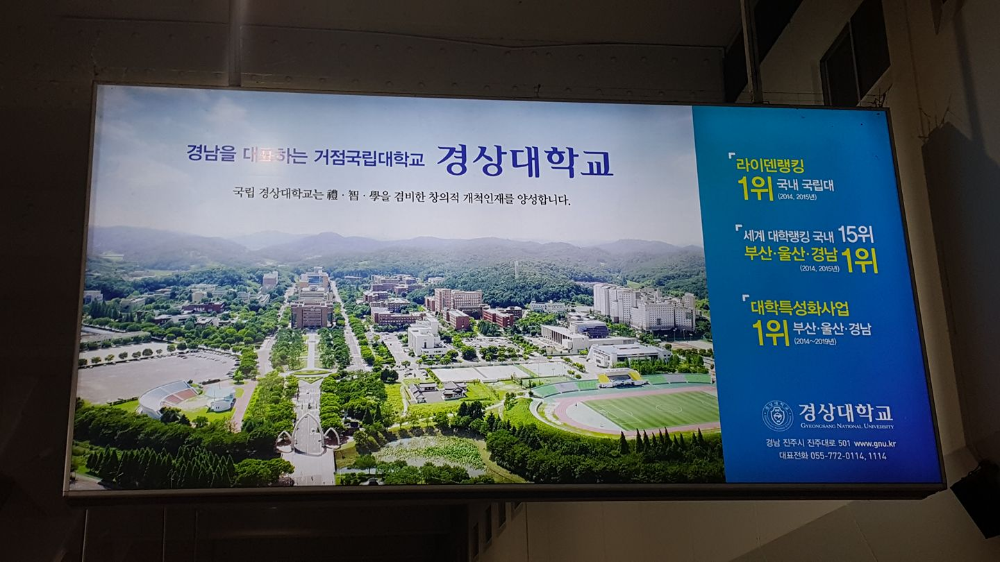 경남을 대표하는 거점국립대학교 경상대학교
국립 경상대학교는 禮·智·學을 겸비한 창의적 개척인재를 양성합니다.
「라이덴랭킹
1위 국내 국립대
(2014, 2015년)
「세계 대학랭킹 국내 15위
부산·울산·경남 1위
(2014, 2015년)
「대학특성화사업
1위 부산·울산·경남
(2014~2019년)
경상대학교
GYEONGSANG NATIONAL UNIVERSITY
경남 진주시 진주대로 501 www.gnu.kr
대표전화 055-772-0114, 1114